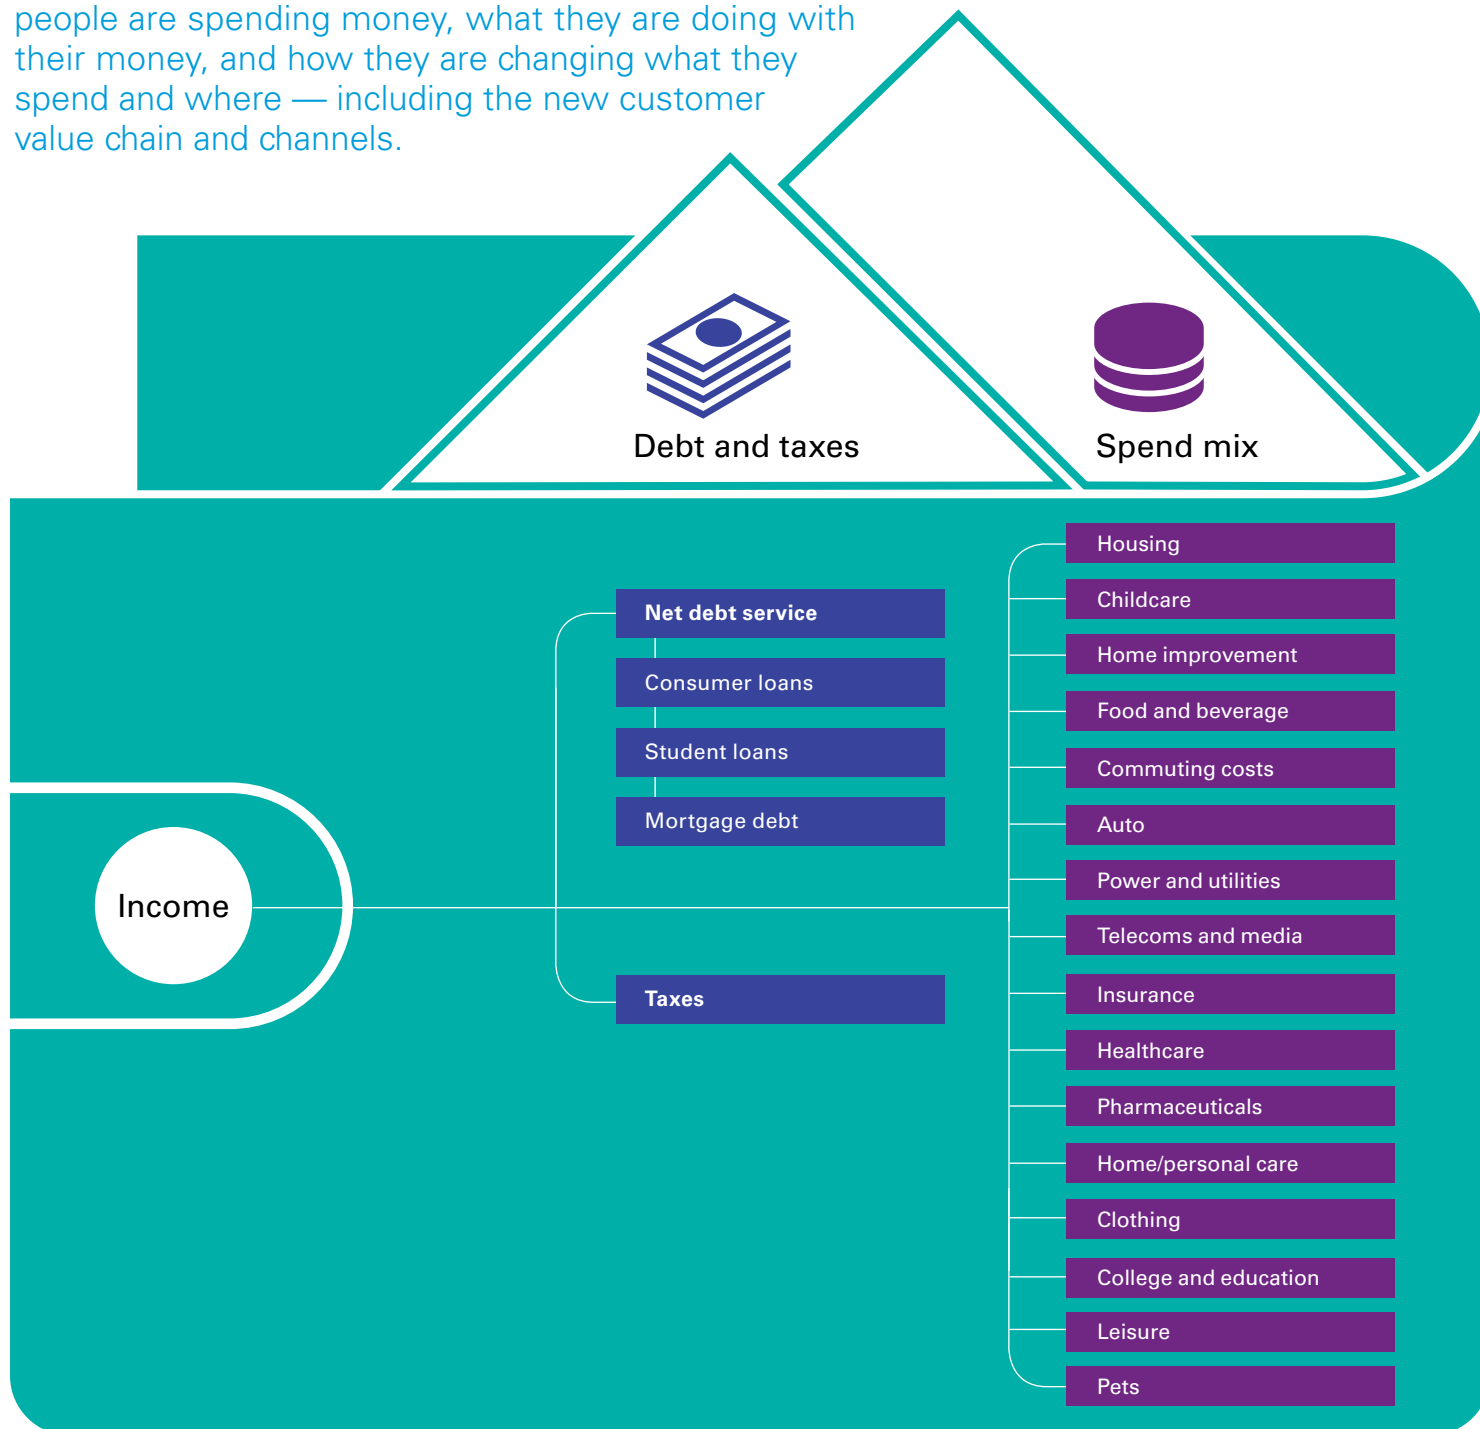 people are spending money, what they are doing with
their money, and how they are changing what they
spend and where — including the new customer
value chain and channels.
Debt and taxes
Spend mix
Income
Net debt service
Consumer loans
Student loans
Mortgage debt
Taxes
Housing
Childcare
Home improvement
Food and beverage
Commuting costs
Auto
Power and utilities
Telecoms and media
Insurance
Healthcare
Pharmaceuticals
Home/personal care
Clothing
College and education
Leisure
Pets